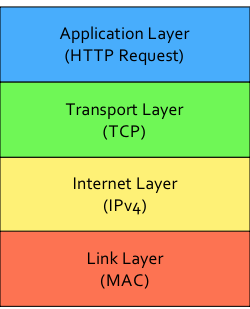 Application Layer
(HTTP Request)
Transport Layer
(TCP)
Internet Layer
(IPv4)
Link Layer
(MAC)